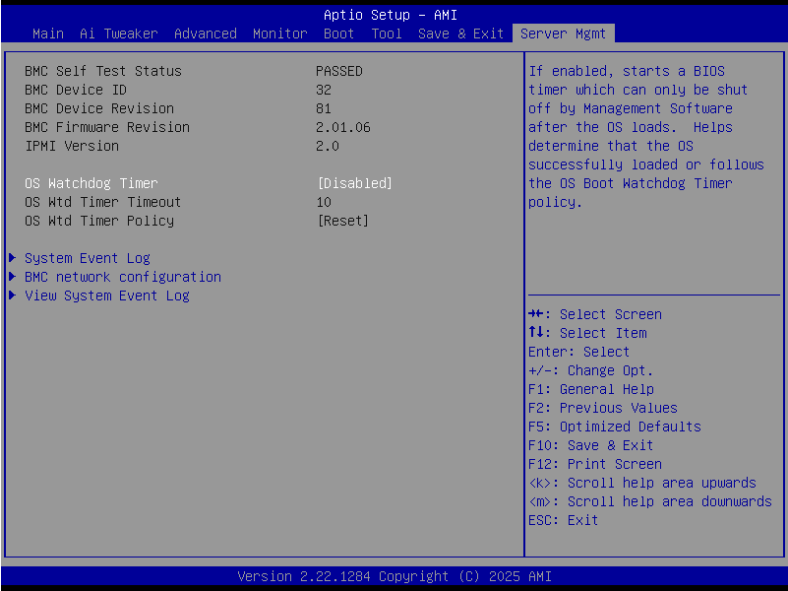 Aptio Setup - AMI
Main Ai Tweaker Advanced Monitor Boot Tool Save & Exit Server Mgmt
BMC Self Test Status PASSED
BMC Device ID 32
BMC Device Revision 81
BMC Firmware Revision 2.01.06
IPMI Version 2.0
OS Watchdog Timer [Disabled]
OS Wtd Timer Timeout 10
OS Wtd Timer Policy [Reset]
System Event Log
BMC network configuration
View System Event Log
If enabled, starts a BIOS
timer which can only be shut
off by Management Software
after the OS loads. Helps
determine that the OS
successfully loaded or follows
the OS Boot Watchdog Timer
policy.
→←: Select Screen
↑↓: Select Item
Enter: Select
+/-: Change Opt.
F1: General Help
F2: Previous Values
F5: Optimized Defaults
F10: Save & Exit
F12: Print Screen
<k>: Scroll help area upwards
<m>: Scroll help area downwards
ESC: Exit
Version 2.22.1284 Copyright (C) 2025 AMI